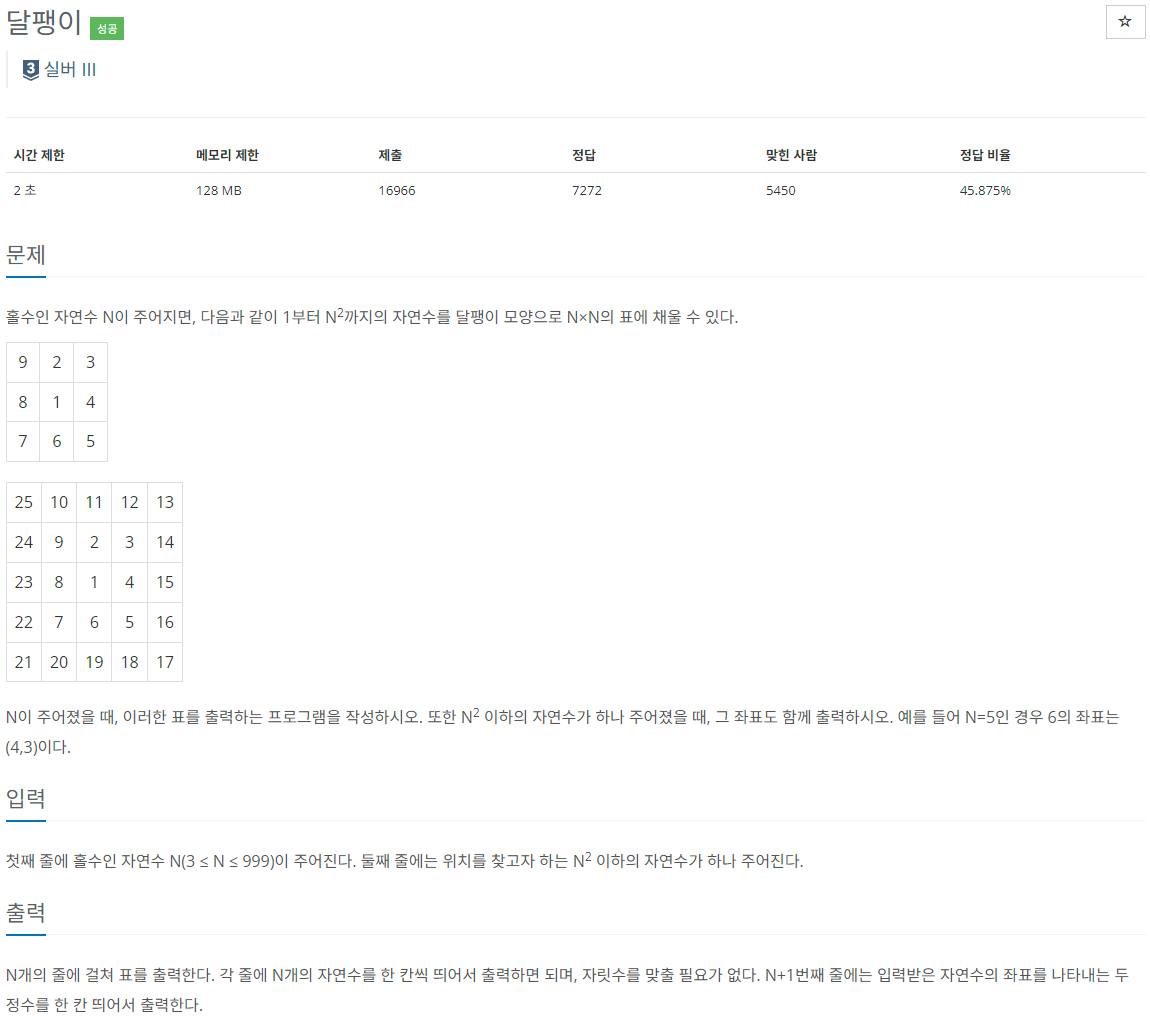 달팽이 성공
☆
3 실버 III
시간 제한 메모리 제한 제출 정답 맞힌 사람 정답 비율
2 초 128 MB 16966 7272 5450 45.875%
문제
홀수인 자연수 N이 주어지면, 다음과 같이 1부터 N²까지의 자연수를 달팽이 모양으로 N×N의 표에 채울 수 있다.
9 2 3
8 1 4
7 6 5
25 10 11 12 13
24 9 2 3 14
23 8 1 4 15
22 7 6 5 16
21 20 19 18 17
N이 주어졌을 때, 이러한 표를 출력하는 프로그램을 작성하시오. 또한 N² 이하의 자연수가 하나 주어졌을 때, 그 좌표도 함께 출력하시오. 예를 들어 N=5인 경우 6의 좌표는
(4,3)이다.
입력
첫째 줄에 홀수인 자연수 N(3 ≤ N ≤ 999)이 주어진다. 둘째 줄에는 위치를 찾고자 하는 N² 이하의 자연수가 하나 주어진다.
출력
N개의 줄에 걸쳐 표를 출력한다. 각 줄에 N개의 자연수를 한 칸씩 띄어서 출력하면 되며, 자릿수를 맞출 필요가 없다. N+1번째 줄에는 입력받은 자연수의 좌표를 나타내는 두
정수를 한 칸 띄어서 출력한다.